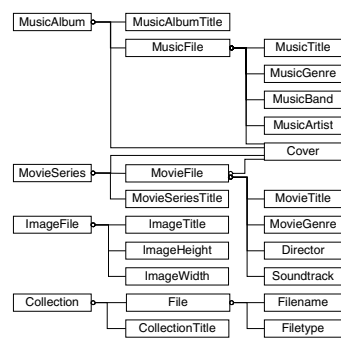 MusicAlbum MusicAlbumTitle
MusicFile MusicTitle
MusicGenre
MusicBand
MusicArtist
Cover
MovieSeries MovieFile
MovieSeriesTitle MovieTitle
ImageFile ImageTitle MovieGenre
ImageHeight Director
ImageWidth Soundtrack
Collection File Filename
CollectionTitle Filetype